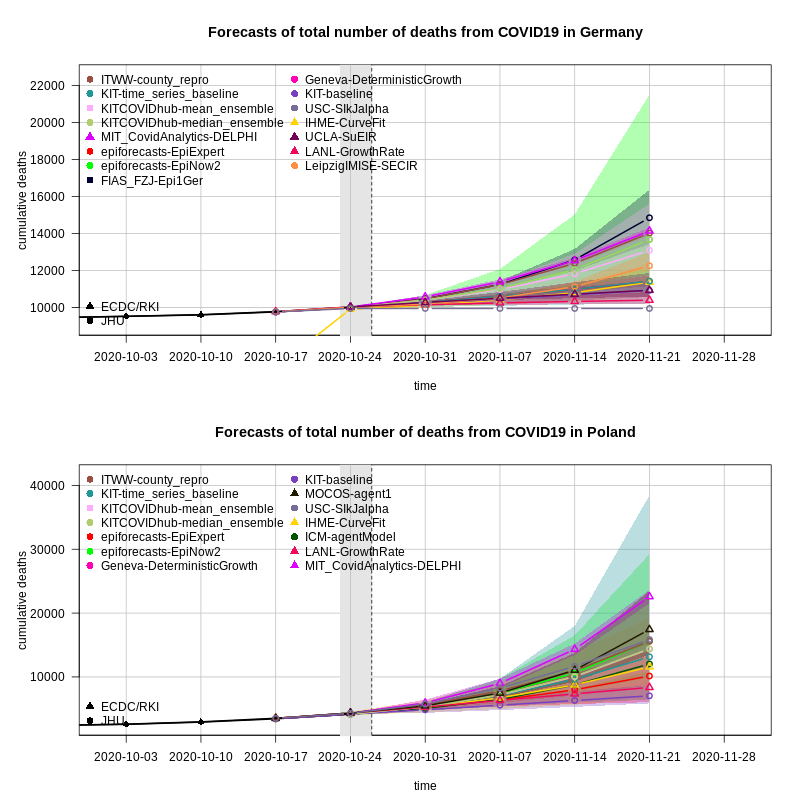 Forecasts of total number of deaths from COVID19 in Germany
cumulative deaths
22000
20000
18000
16000
14000
12000
10000
ITWW-county_repro
KIT-time_series_baseline
KITCOVIDhub-mean_ensemble
KITCOVIDhub-median_ensemble
MIT_CovidAnalytics-DELPHI
epiforecasts-EpiExpert
epiforecasts-EpiNow2
FIAS_FZJ-Epi1Ger
Geneva-DeterministicGrowth
KIT-baseline
USC-SIkJalpha
IHME-CurveFit
UCLA-SuEIR
LANL-GrowthRate
LeipzigIMISE-SECIR
ECDC/RKI
JHU
2020-10-03 2020-10-10 2020-10-17 2020-10-24 2020-10-31 2020-11-07 2020-11-14 2020-11-21 2020-11-28
time
Forecasts of total number of deaths from COVID19 in Poland
cumulative deaths
40000
30000
20000
10000
ITWW-county_repro
KIT-time_series_baseline
KITCOVIDhub-mean_ensemble
KITCOVIDhub-median_ensemble
epiforecasts-EpiExpert
epiforecasts-EpiNow2
Geneva-DeterministicGrowth
KIT-baseline
MOCOS-agent1
USC-SIkJalpha
IHME-CurveFit
ICM-agentModel
LANL-GrowthRate
MIT_CovidAnalytics-DELPHI
ECDC/RKI
JHU
2020-10-03 2020-10-10 2020-10-17 2020-10-24 2020-10-31 2020-11-07 2020-11-14 2020-11-21 2020-11-28
time